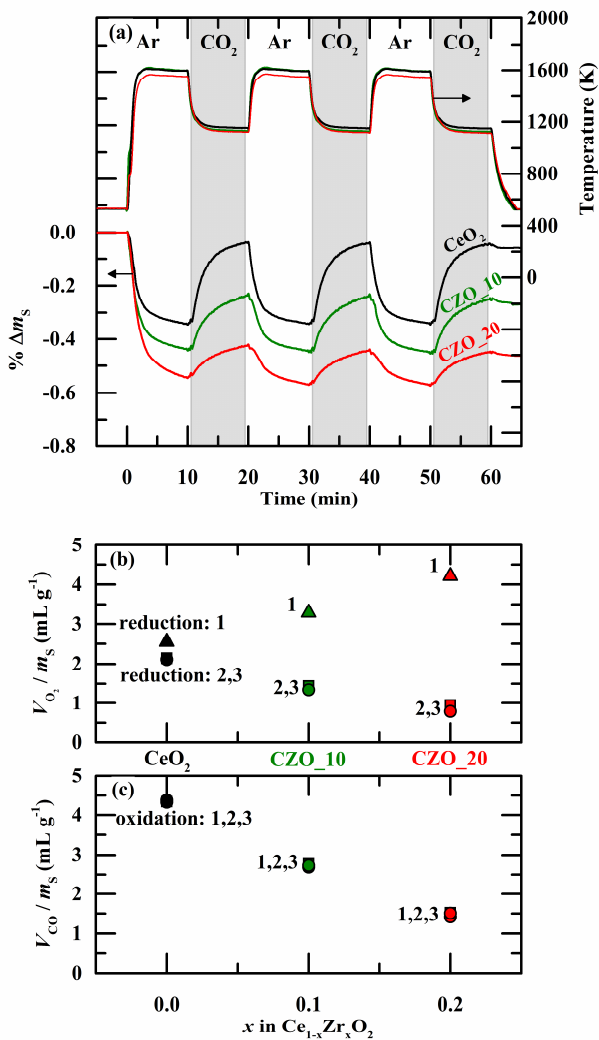 (a)
Ar CO2 Ar CO2 Ar CO2
2000
1600
1200
800
400
0
Temperature (K)
0.0
-0.2
-0.4
-0.6
-0.8
% ΔmS
CeO2
CZO_10
CZO_20
0 10 20 30 40 50 60
Time (min)
(b)
5
4
3
2
1
0
VO2 / mS (mL g-1)
reduction: 1
reduction: 2,3
1
2,3
1
2,3
CeO2 CZO_10 CZO_20
(c)
5
4
3
2
1
0
VCO / mS (mL g-1)
oxidation: 1,2,3
1,2,3
1,2,3
0.0 0.1 0.2
x in Ce1-xZrxO2